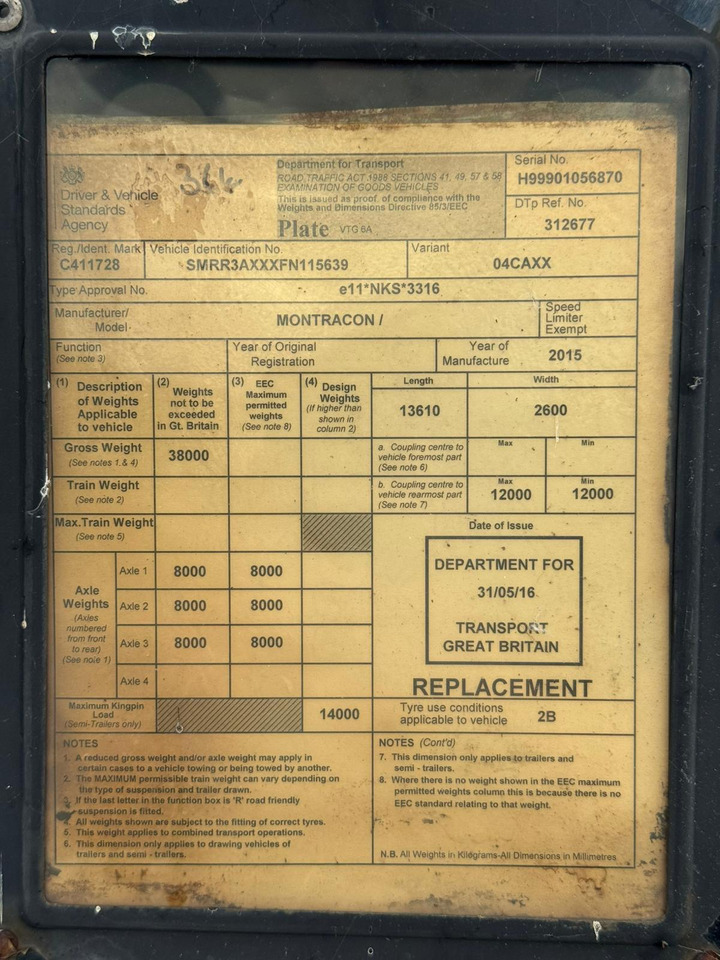 Driver & Vehicle
Standards
Agency
Department for Transport
ROAD TRAFFIC ACT 1988 SECTIONS 41, 49, 57 & 58
EXAMINATION OF GOODS VEHICLES
This is issued as proof of compliance with the
Weights and Dimensions Directive 85/3/EEC
Plate VTG 6A
Serial No.
H99901056870
DTp Ref. No.
312677
Reg./Ident. Mark
C411728
Vehicle Identification No.
SMRR3AXXXFN115639
Variant
04CAXX
Type Approval No.
e11*NKS*3316
Manufacturer/
Model
MONTRACON /
Speed
Limiter
Exempt
Function
(See note 3)
Year of Original
Registration
Year of
Manufacture
2015
(1) Description
of Weights
Applicable
to vehicle
(2) Weights
not to be
exceeded
in Gt. Britain
(3) EEC
Maximum
permitted
weights
(See note 8)
(4) Design
Weights
(If higher than
shown in
column 2)
Length
13610
Width
2600
Gross Weight
(See notes 1 & 4)
38000
a. Coupling centre to
vehicle foremost part
(See note 6)
Max
Min
Train Weight
(See note 2)
b. Coupling centre to
vehicle rearmost part
(See note 7)
Max
12000
Min
12000
Max.Train Weight
(See note 5)
Axle
Weights
(Axles
numbered
from front
to rear)
(See note 1)
Axle 1 8000 8000
Axle 2 8000 8000
Axle 3 8000 8000
Axle 4
Maximum Kingpin
Load
(Semi-Trailers only)
14000
Date of Issue
DEPARTMENT FOR
31/05/16
TRANSPORT
GREAT BRITAIN
REPLACEMENT
Tyre use conditions
applicable to vehicle
2B
NOTES
1. A reduced gross weight and/or axle weight may apply in
certain cases to a vehicle towing or being towed by another.
2. The MAXIMUM permissible train weight can vary depending on
the type of suspension and trailer drawn.
3. If the last letter in the function box is 'R' road friendly
suspension is fitted.
4. All weights shown are subject to the fitting of correct tyres.
5. This weight applies to combined transport operations.
6. This dimension only applies to drawing vehicles of
trailers and semi - trailers.
NOTES (Cont'd)
7. This dimension only applies to trailers and
semi - trailers.
8. Where there is no weight shown in the EEC maximum
permitted weights column this is because there is no
EEC standard relating to that weight.
N.B. All Weights in Kilograms-All Dimensions in Millimetres